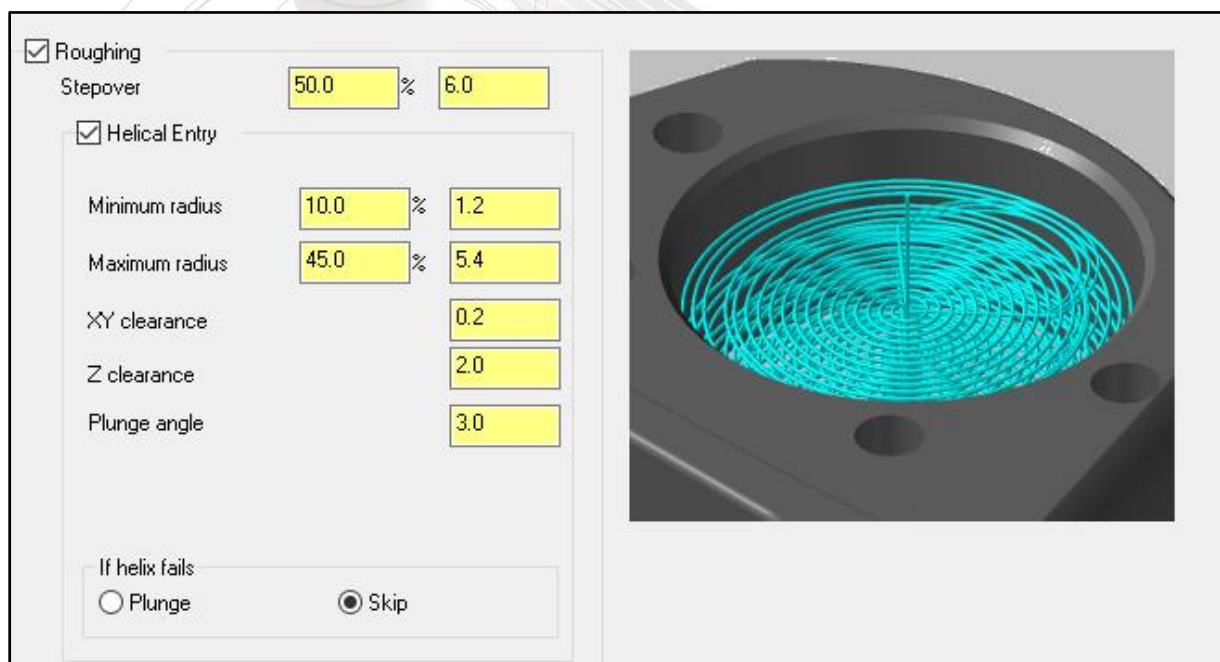 Roughing
Stepover 50.0 % 6.0
Helical Entry
Minimum radius 10.0 % 1.2
Maximum radius 45.0 % 5.4
XY clearance 0.2
Z clearance 2.0
Plunge angle 3.0
If helix fails
Plunge Skip